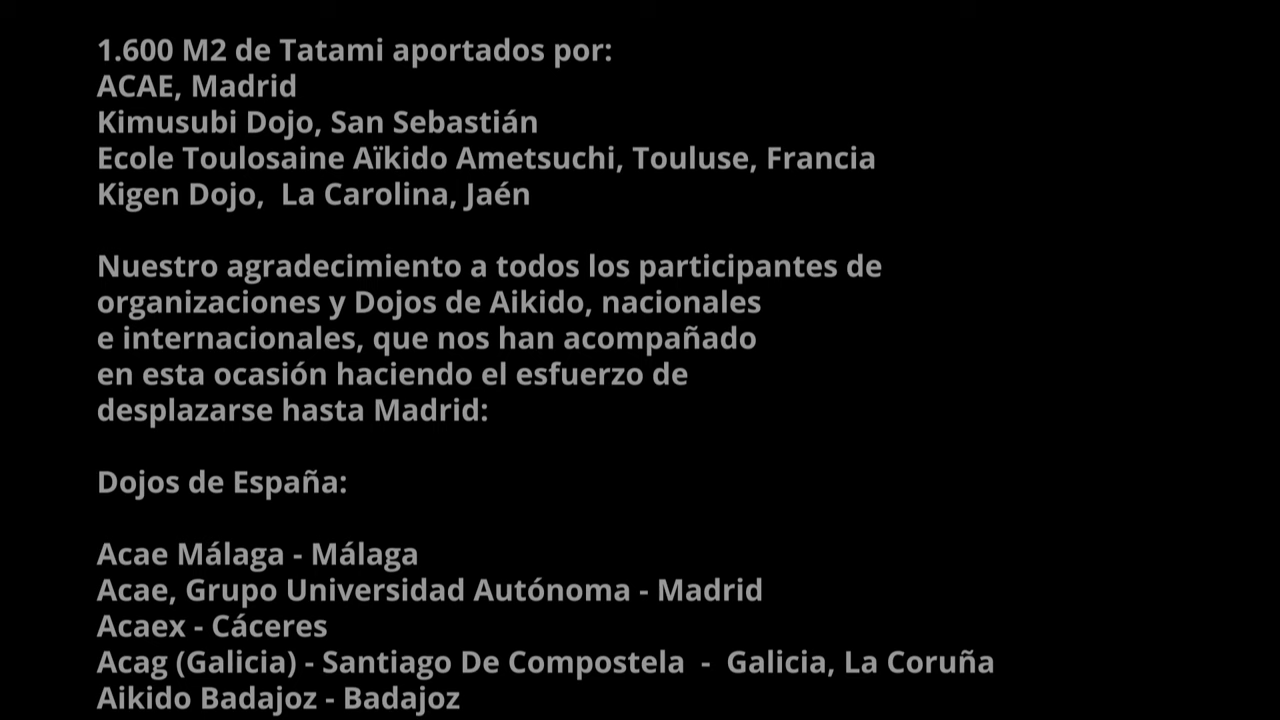 1.600 M2 de Tatami aportados por:
ACAE, Madrid
Kimusubi Dojo, San Sebastián
Ecole Toulosaine Aïkido Ametsuchi, Touluse, Francia
Kigen Dojo,  La Carolina, Jaén
Nuestro agradecimiento a todos los participantes de
organizaciones y Dojos de Aikido, nacionales
e internacionales, que nos han acompañado
en esta ocasión haciendo el esfuerzo de
desplazarse hasta Madrid:
Dojos de España:
Acae Málaga - Málaga
Acae, Grupo Universidad Autónoma - Madrid
Acaex - Cáceres
Acag (Galicia) - Santiago De Compostela  -  Galicia, La Coruña
Aikido Badajoz - Badajoz